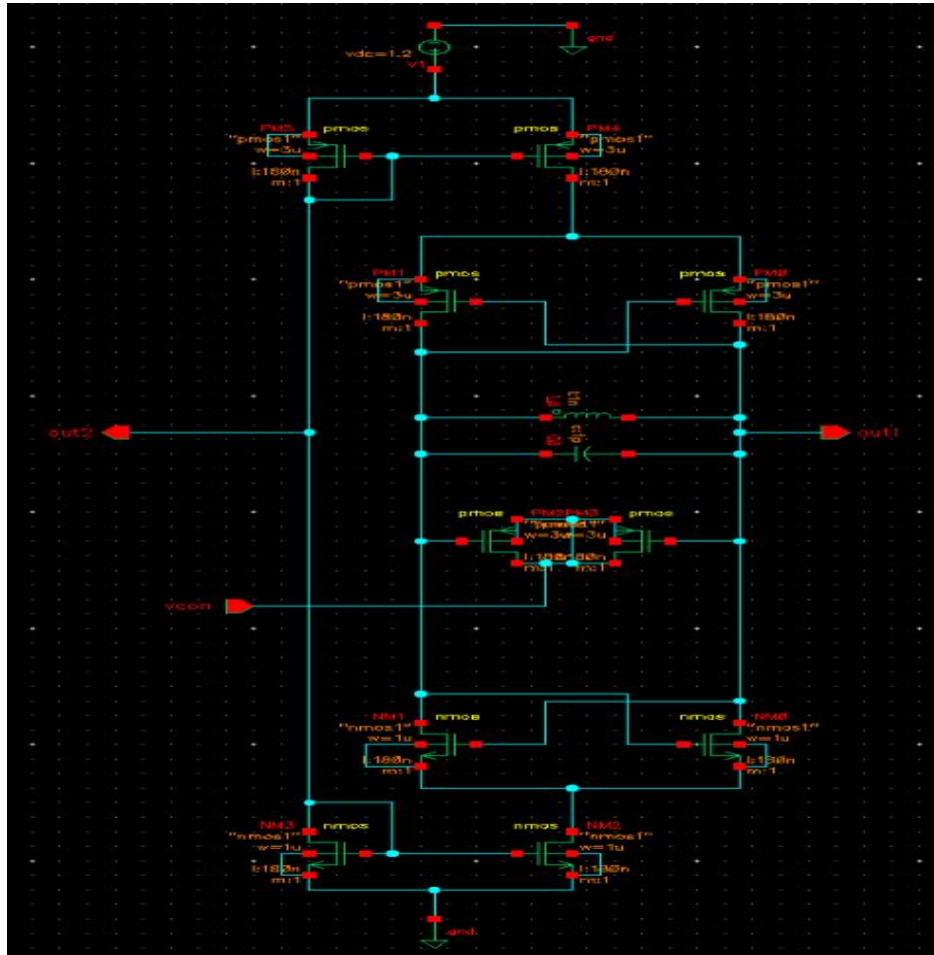 gnd
vdc=1.2
V1
PM5 pmos
"pmos1"
w=3u
l:180n
m:1
pmos PM4
"pmos1"
w=3u
l:180n
m:1
PM1 pmos
"pmos1"
w=3u
l:180n
m:1
pmos PM0
"pmos1"
w=3u
l:180n
m:1
out2
out1
pmos PM2PM3 pmos
vcon
NM1 nmos
"nmos1"
w=1u
l:180n
m:1
nmos NM0
"nmos1"
w=1u
l:180n
m:1
NM3 nmos
"nmos1"
w=1u
l:180n
m:1
nmos NM2
"nmos1"
w=1u
l:180n
m:1
gnd